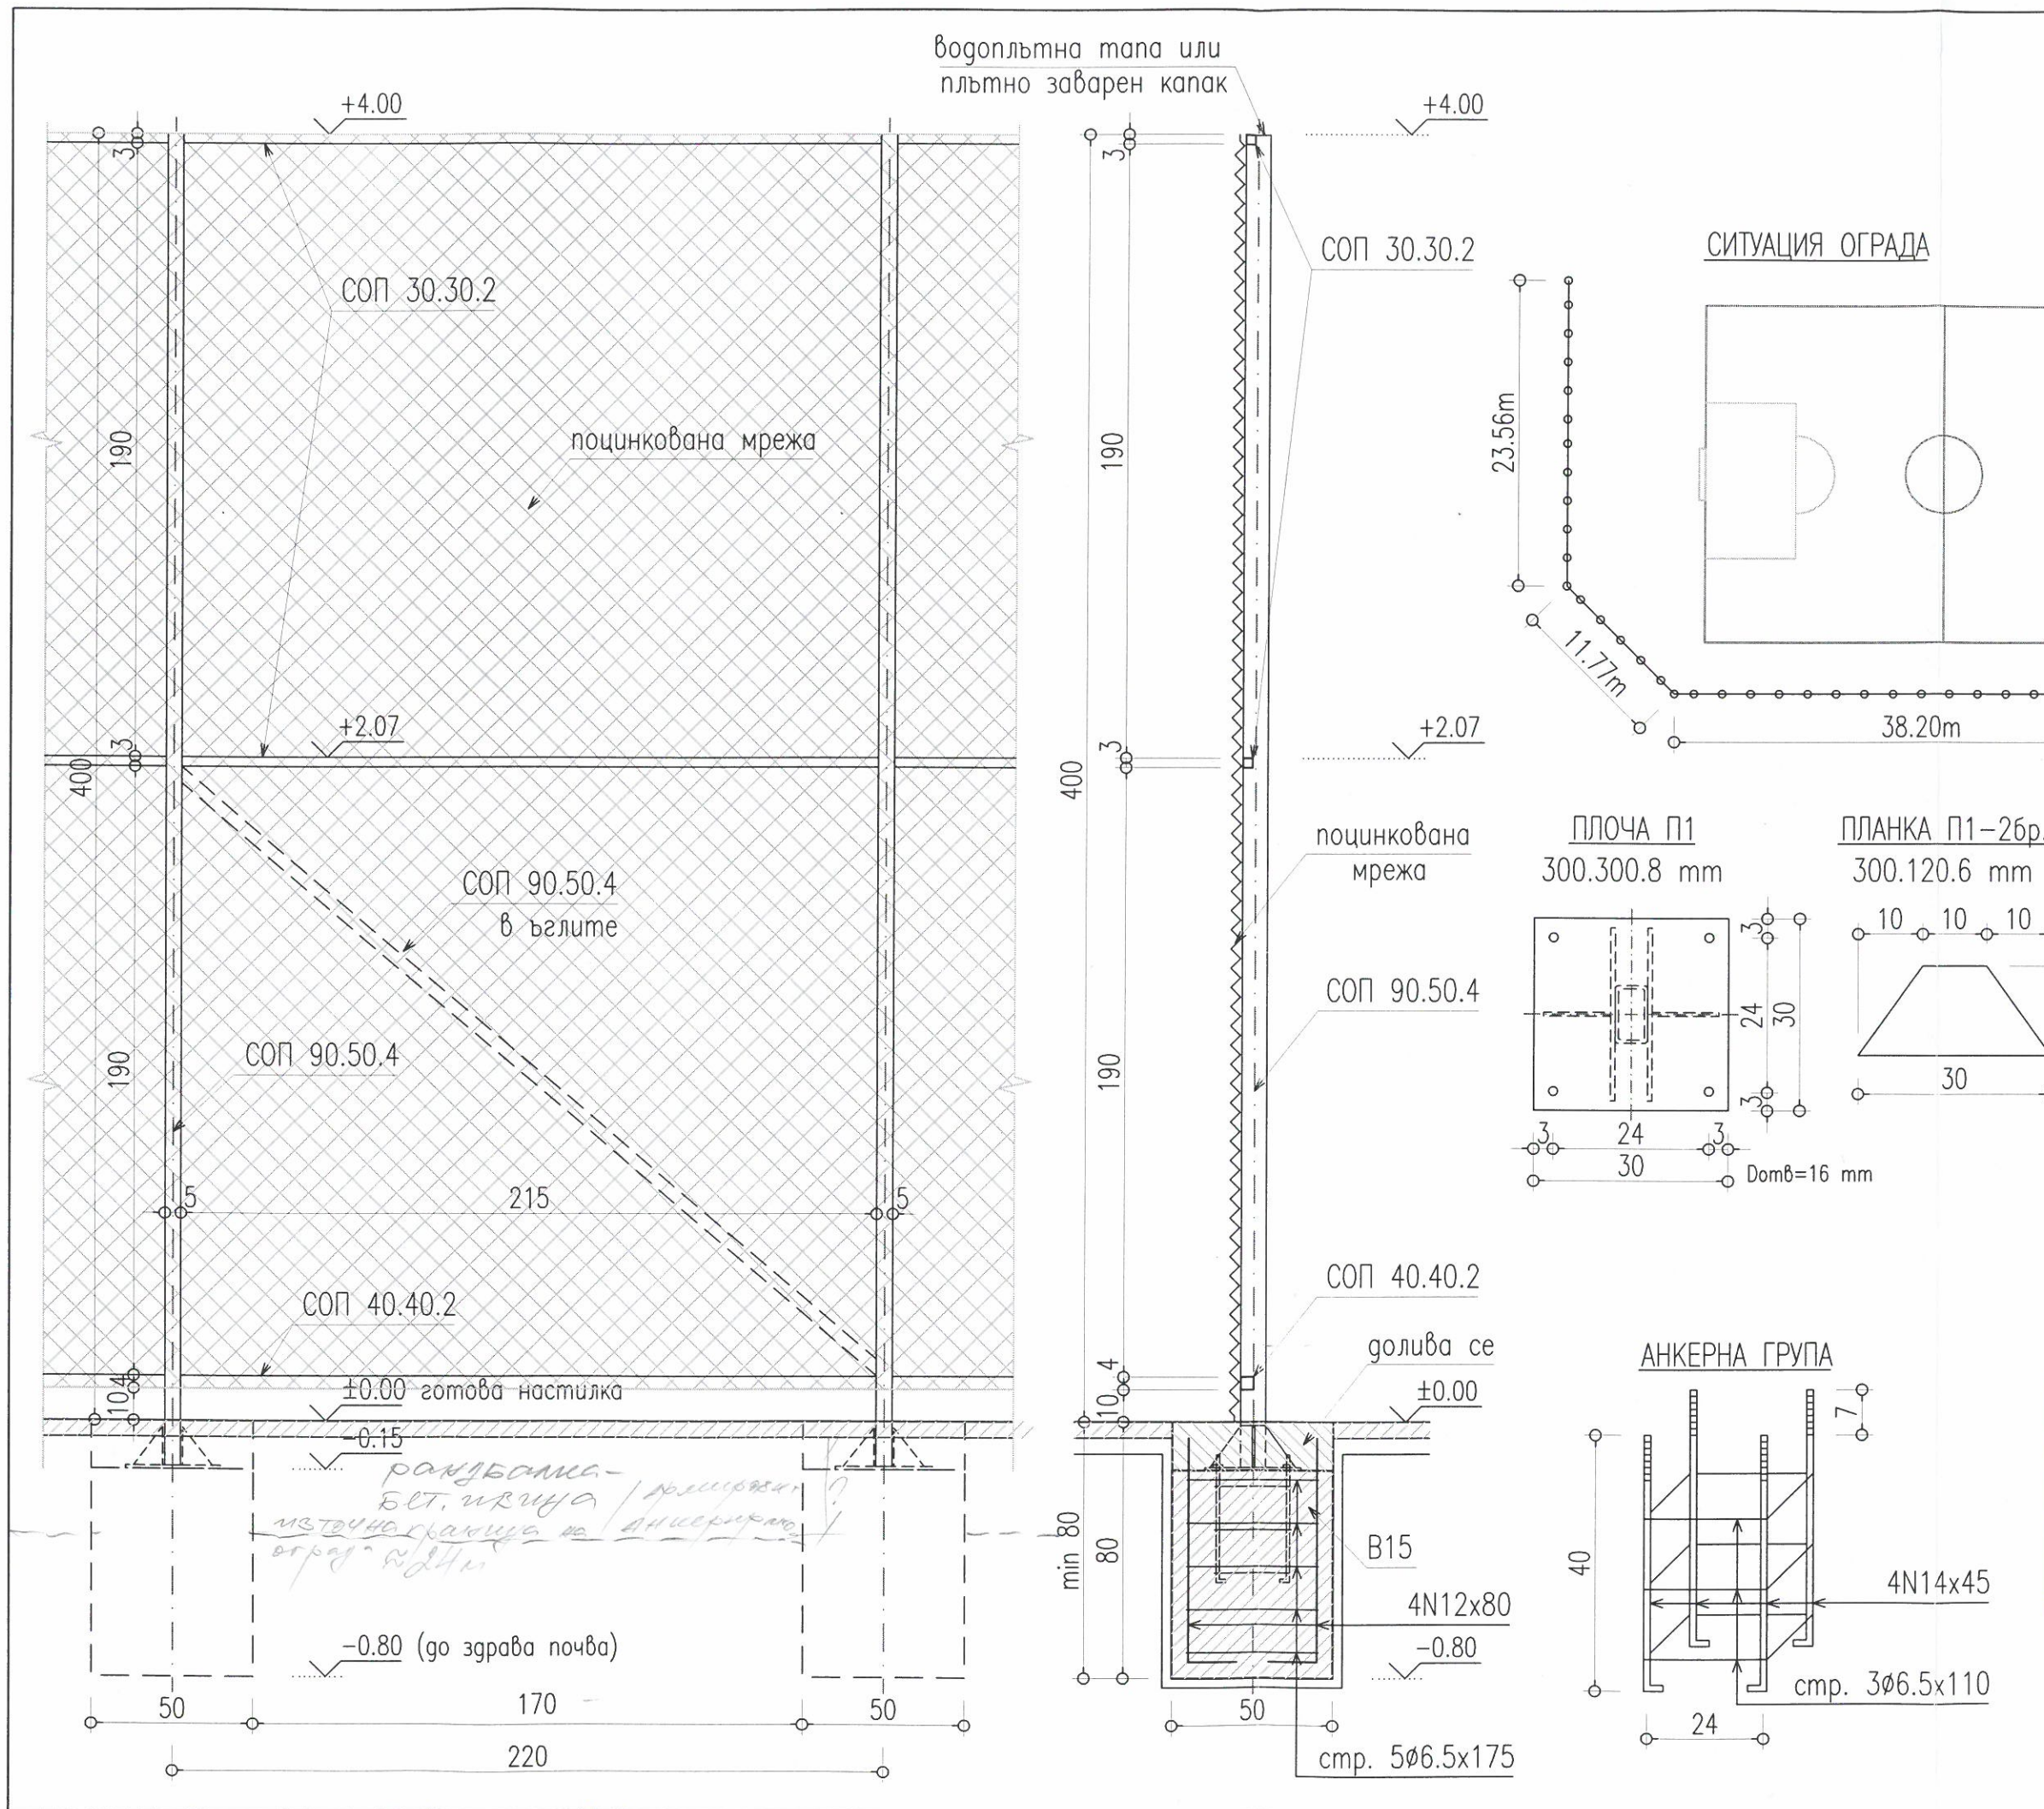 водоплътна тапа или
плътно заварен капак
+4.00
3
СОП 30.30.2
190
поцинкована мрежа
+2.07
3
400
СОП 90.50.4
в ъглите
190
СОП 90.50.4
5
215
5
СОП 40.40.2
4
10
±0.00 готова настилка
-0.15
ограда ≈ 24м
-0.80 (до здрава почва)
50
170
50
220
+4.00
3
СОП 30.30.2
190
+2.07
3
400
поцинкована
мрежа
СОП 90.50.4
190
СОП 40.40.2
долива се
4
10
±0.00
min 80
80
В15
4N12x80
-0.80
50
стр. 5ø6.5x175
СИТУАЦИЯ ОГРАДА
23.56m
11.77m
38.20m
ПЛОЧА П1
300.300.8 mm
3
24
30
3
3
24
3
30
Dотв=16 mm
ПЛАНКА П1-2бр.
300.120.6 mm
10
10
10
30
АНКЕРНА ГРУПА
7
40
4N14x45
стр. 3ø6.5x110
24